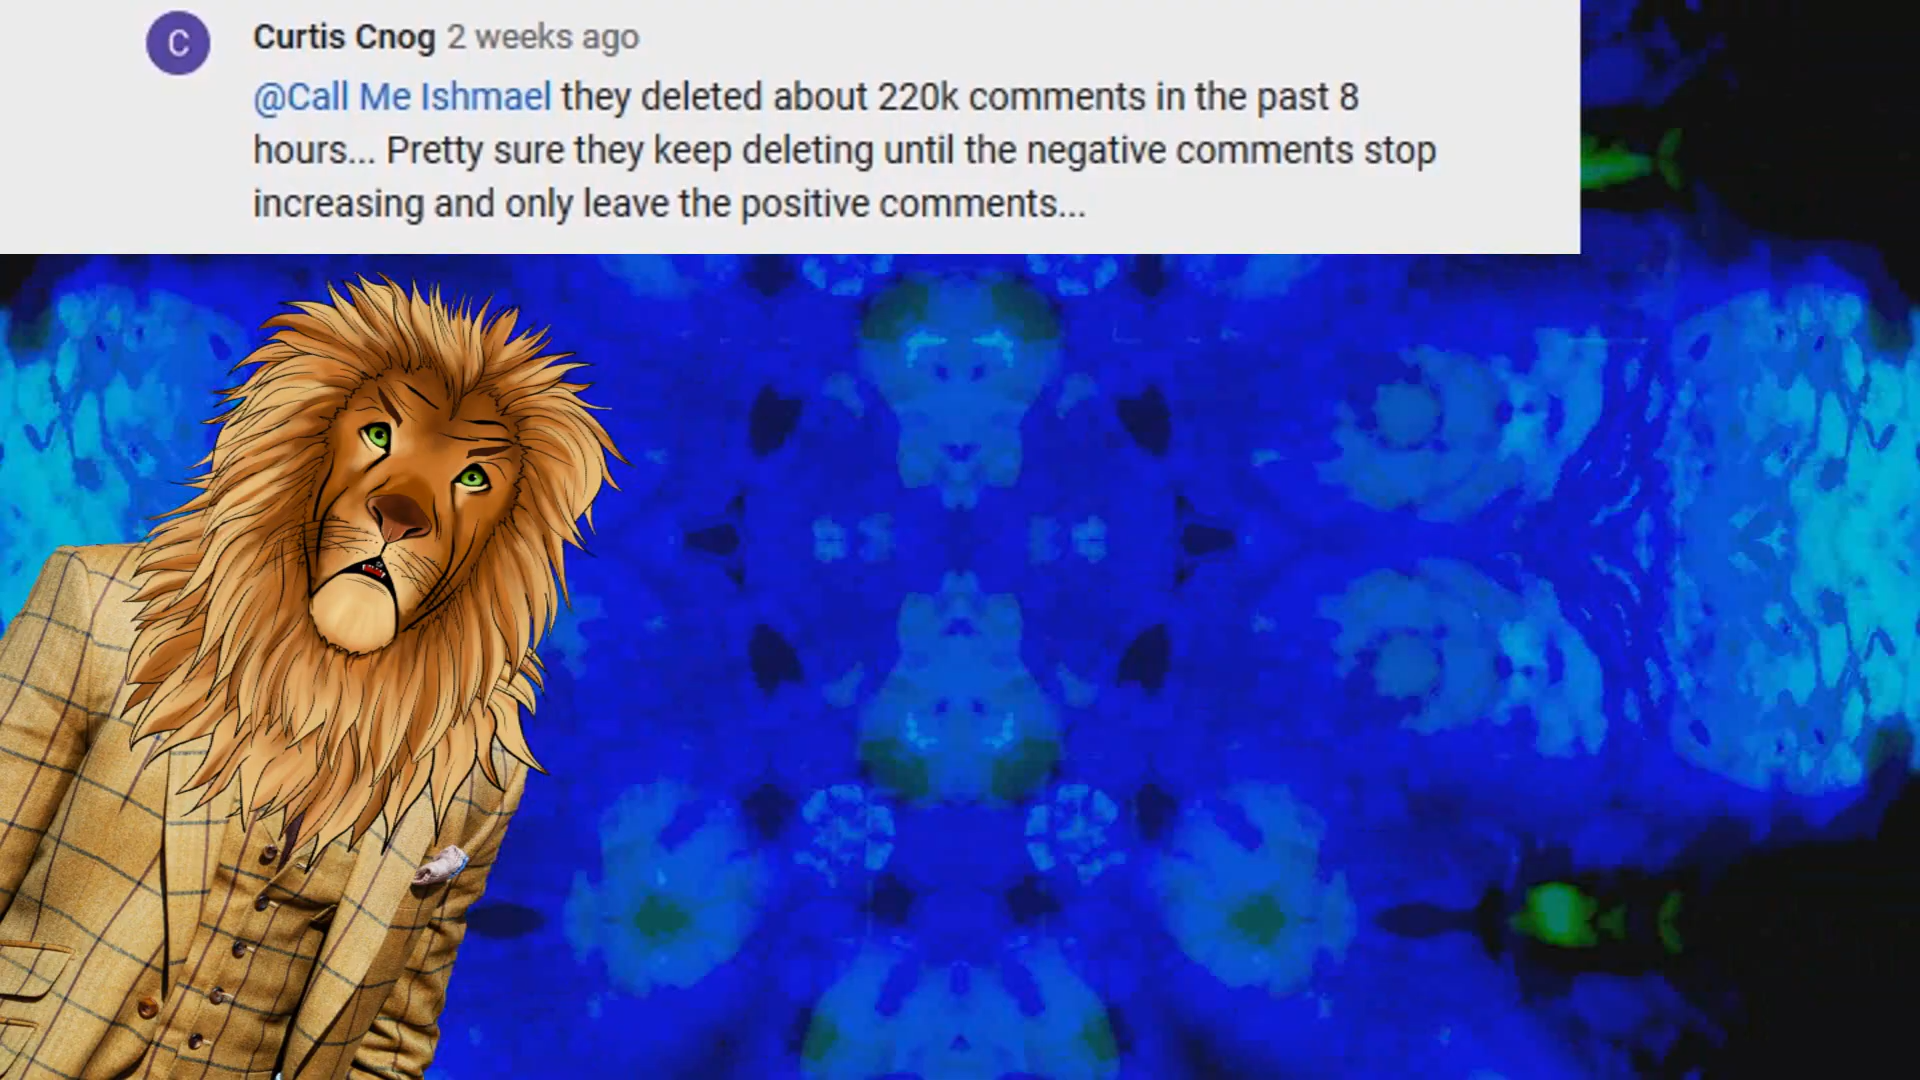 C
Curtis Cnog 2 weeks ago
@Call Me Ishmael they deleted about 220k comments in the past 8
hours... Pretty sure they keep deleting until the negative comments stop
increasing and only leave the positive comments...